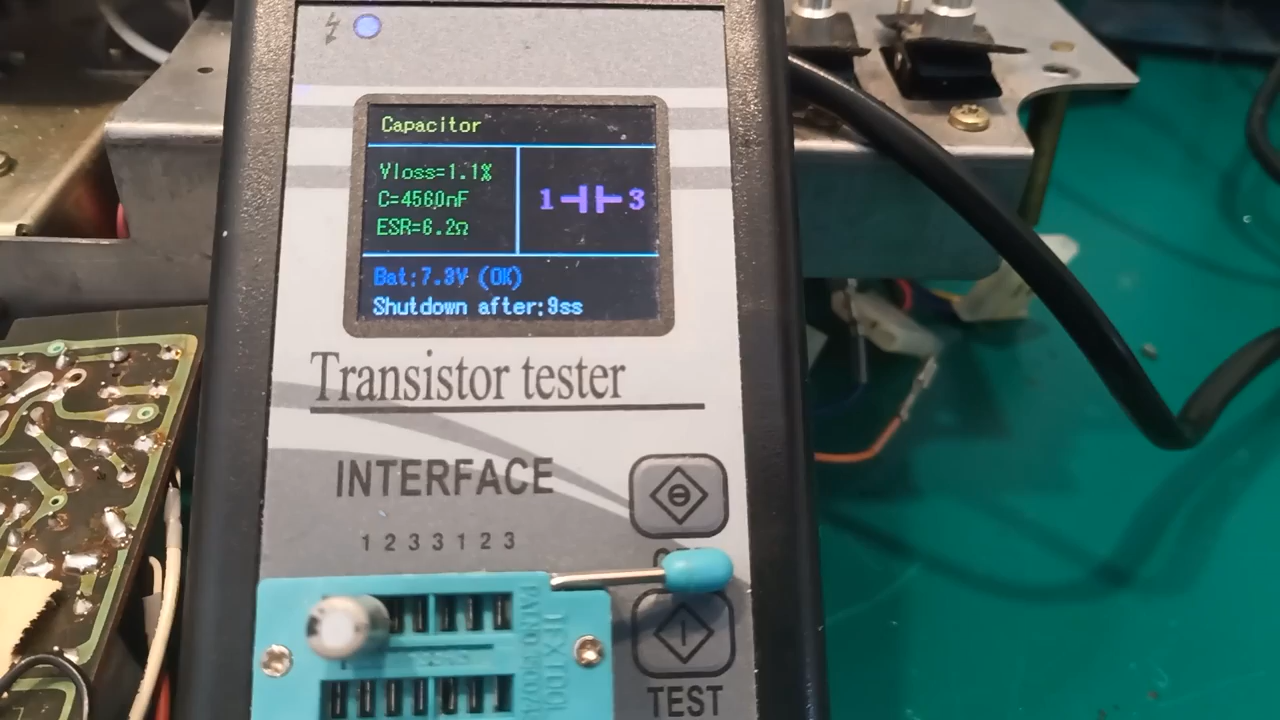 Capacitor
Vloss=1.1%
C=4560nF
ESR=6.2Ω
1 3
Bat:7.3V (OK)
Shutdown after:9ss
Transistor tester
INTERFACE
1 2 3 3 1 2 3
TEXTOOL
TEST